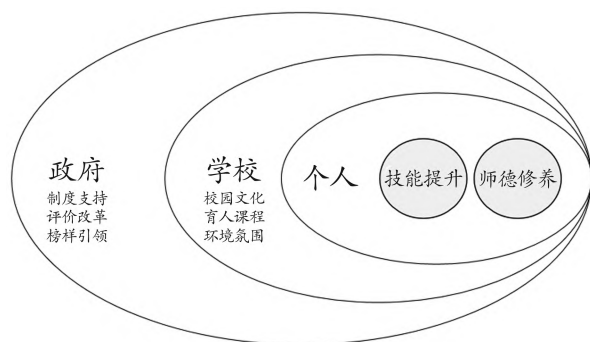 政府
制度支持
评价改革
榜样引领
学校
校园文化
育人课程
环境氛围
个人
技能提升
师德修养